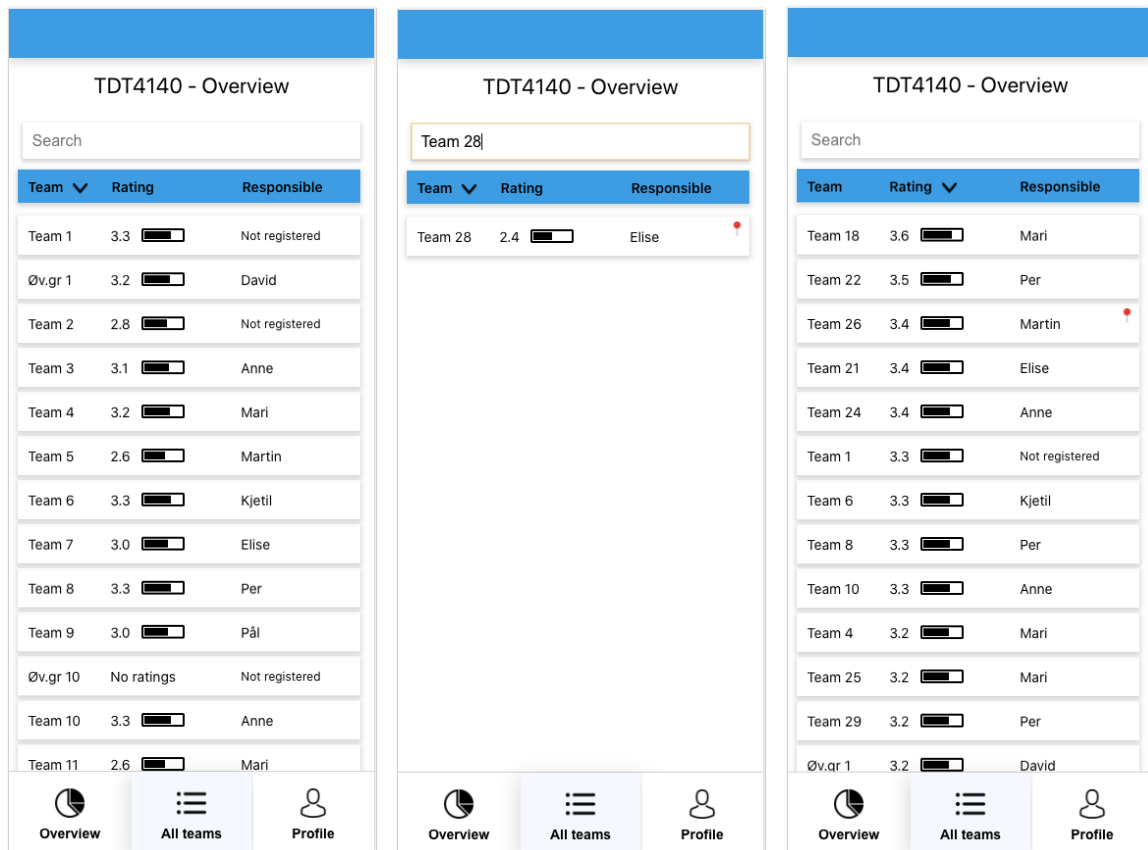 TDT4140 - Overview
Search
Team Rating Responsible
Team 1 3.3 Not registered
Øv.gr 1 3.2 David
Team 2 2.8 Not registered
Team 3 3.1 Anne
Team 4 3.2 Mari
Team 5 2.6 Martin
Team 6 3.3 Kjetil
Team 7 3.0 Elise
Team 8 3.3 Per
Team 9 3.0 Pål
Øv.gr 10 No ratings Not registered
Team 10 3.3 Anne
Team 11 2.6 Mari
Overview All teams Profile
TDT4140 - Overview
Team 28
Team Rating Responsible
Team 28 2.4 Elise
Overview All teams Profile
TDT4140 - Overview
Search
Team Rating Responsible
Team 18 3.6 Mari
Team 22 3.5 Per
Team 26 3.4 Martin
Team 21 3.4 Elise
Team 24 3.4 Anne
Team 1 3.3 Not registered
Team 6 3.3 Kjetil
Team 8 3.3 Per
Team 10 3.3 Anne
Team 4 3.2 Mari
Team 25 3.2 Mari
Team 29 3.2 Per
Øv.gr 1 3.2 David
Overview All teams Profile